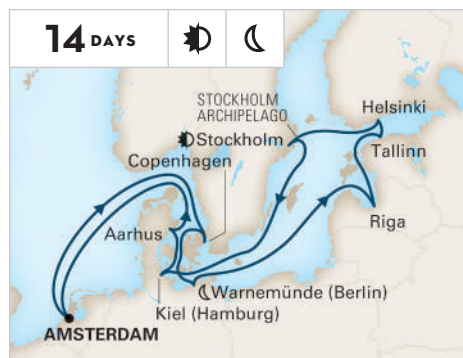 14 DAYS
STOCKHOLM
ARCHIPELAGO
Helsinki
Stockholm
Tallinn
Copenhagen
Aarhus
Riga
Warnemünde (Berlin)
Kiel (Hamburg)
AMSTERDAM